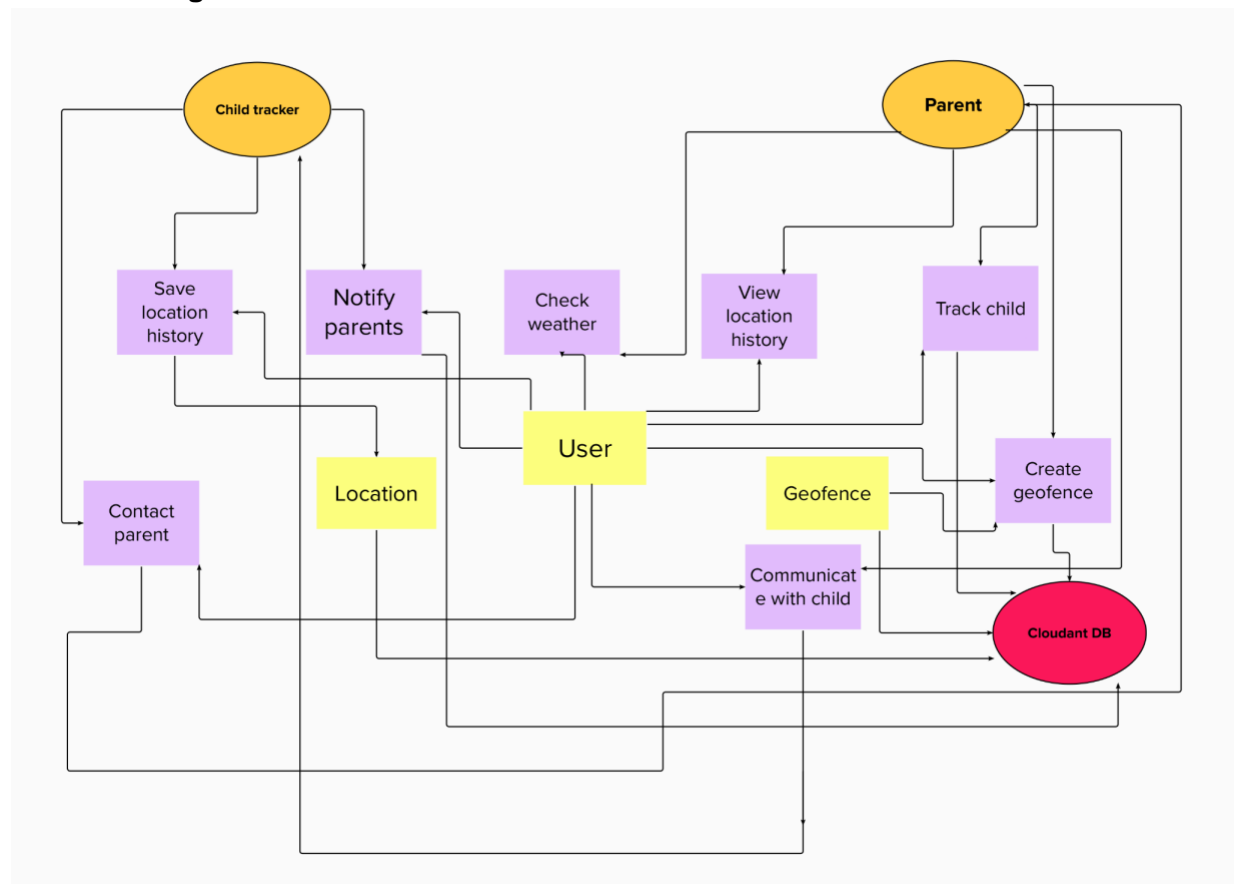 Child tracker
Parent
Save
location
history
Notify
parents
Check
weather
View
location
history
Track child
User
Location
Geofence
Create
geofence
Contact
parent
Communicat
e with child
Cloudant DB